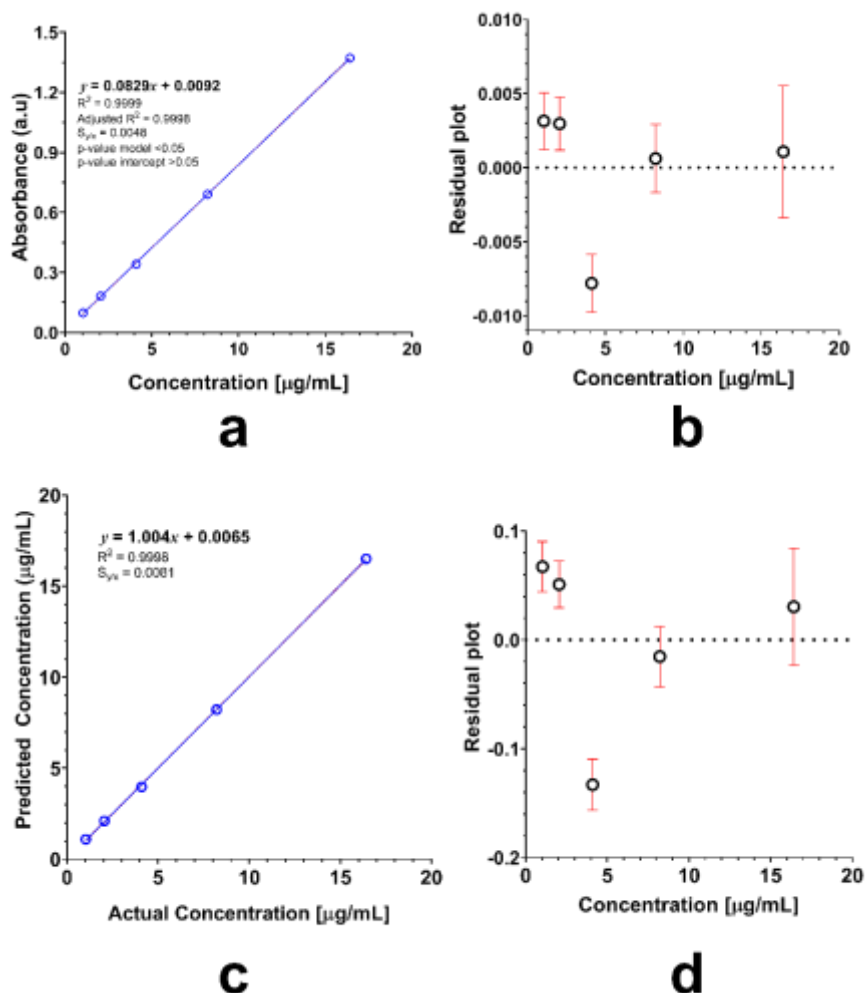 1.5
1.2
0.9
0.6
0.3
0.0
Absorbance (a.u)
y = 0.0829x + 0.0092
R² = 0.9999
Adjusted R² = 0.9998
Sy/x = 0.0048
p-value model <0.05
p-value intercept >0.05
0 5 10 15 20
Concentration [μg/mL]
a
0.010
0.005
0.000
-0.005
-0.010
Residual plot
0 5 10 15 20
Concentration [μg/mL]
b
20
15
10
5
0
Predicted Concentration (μg/mL)
y = 1.004x + 0.0065
R² = 0.9998
Sy/x = 0.0081
0 5 10 15 20
Actual Concentration [μg/mL]
c
0.1
0.0
-0.1
-0.2
Residual plot
0 5 10 15 20
Concentration [μg/mL]
d